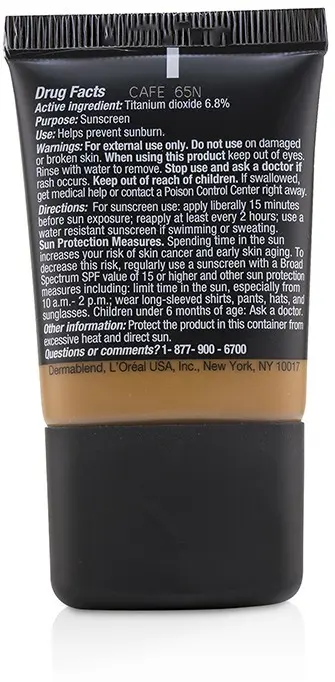 Drug Facts CAFE 65N
Active ingredient: Titanium dioxide 6.8%
Purpose: Sunscreen
Use: Helps prevent sunburn.
Warnings: For external use only. Do not use on damaged
or broken skin. When using this product keep out of eyes.
Rinse with water to remove. Stop use and ask a doctor if
rash occurs. Keep out of reach of children. If swallowed,
get medical help or contact a Poison Control Center right away.
Directions: For sunscreen use: apply liberally 15 minutes
before sun exposure; reapply at least every 2 hours; use a
water resistant sunscreen if swimming or sweating.
Sun Protection Measures. Spending time in the sun
increases your risk of skin cancer and early skin aging. To
decrease this risk, regularly use a sunscreen with a Broad
Spectrum SPF value of 15 or higher and other sun protection
measures including: limit time in the sun, especially from
10 a.m.- 2 p.m.; wear long-sleeved shirts, pants, hats, and
sunglasses. Children under 6 months of age: Ask a doctor.
Other information: Protect the product in this container from
excessive heat and direct sun.
Questions or comments? 1- 877- 900 - 6700
Dermablend, L'Oréal USA, Inc., New York, NY 10017